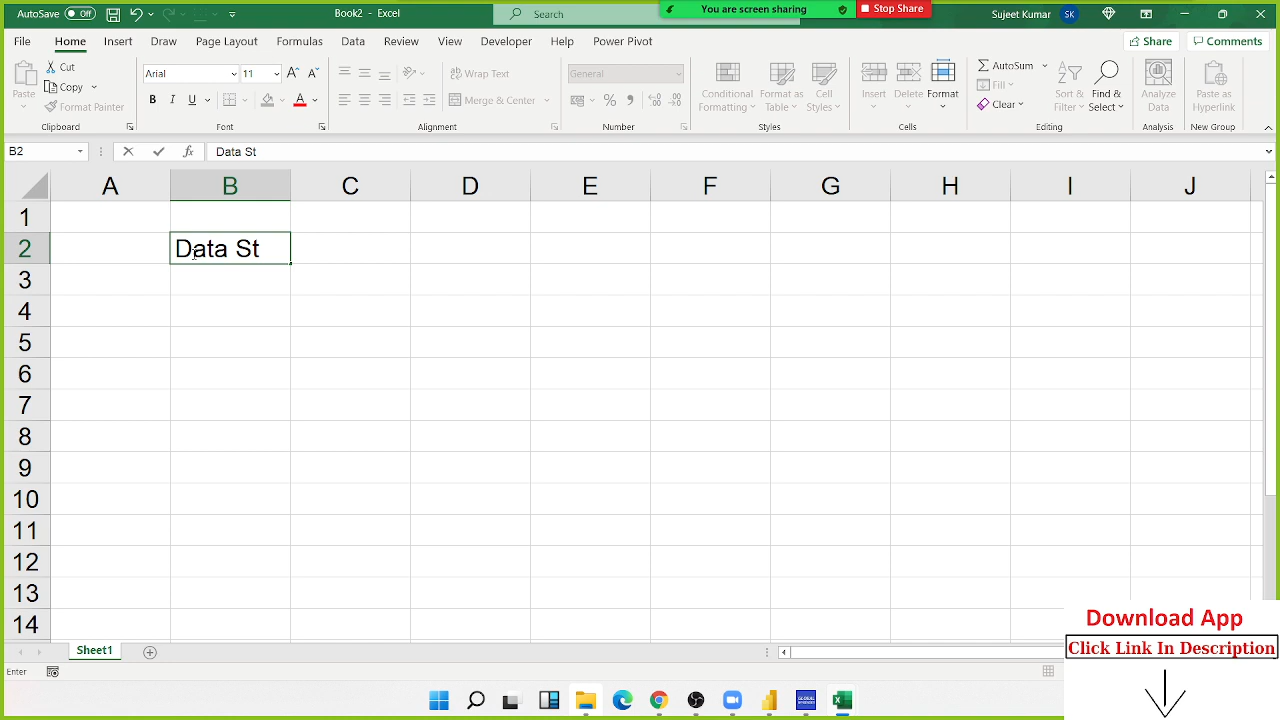 AutoSave Off Book2 - Excel Search You are screen sharing Stop Share Sujeet Kumar SK
File Home Insert Draw Page Layout Formulas Data Review View Developer Help Power Pivot Share Comments
Paste Cut Copy Format Painter Clipboard
Arial 11 A A B I U A Font
Wrap Text Merge & Center Alignment
General % , Number
Conditional Formatting Format as Table Cell Styles Styles
Insert Delete Format Cells
AutoSum Fill Clear Sort & Filter Find & Select Editing
Analyze Data Analysis
Paste as Hyperlink New Group
B2 fx Data St
A B C D E F G H I J
1
2 Data St
3
4
5
6
7
8
9
10
11
12
13
14
Download App
Click Link In Description
Sheet1
Enter